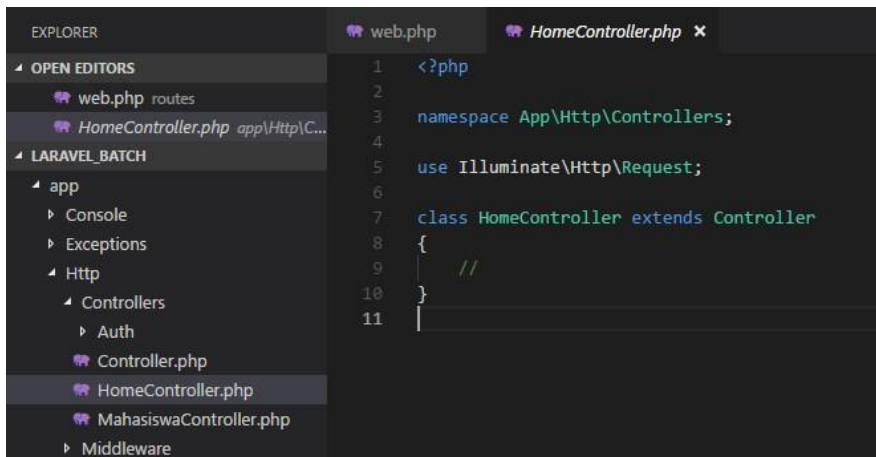 EXPLORER
OPEN EDITORS
web.php routes
HomeController.php app\Http\C...
LARAVEL_BATCH
app
Console
Exceptions
Http
Controllers
Auth
Controller.php
HomeController.php
MahasiswaController.php
Middleware
web.php HomeController.php ×
1 <?php
2
3 namespace App\Http\Controllers;
4
5 use Illuminate\Http\Request;
6
7 class HomeController extends Controller
8 {
9 //
10 }
11